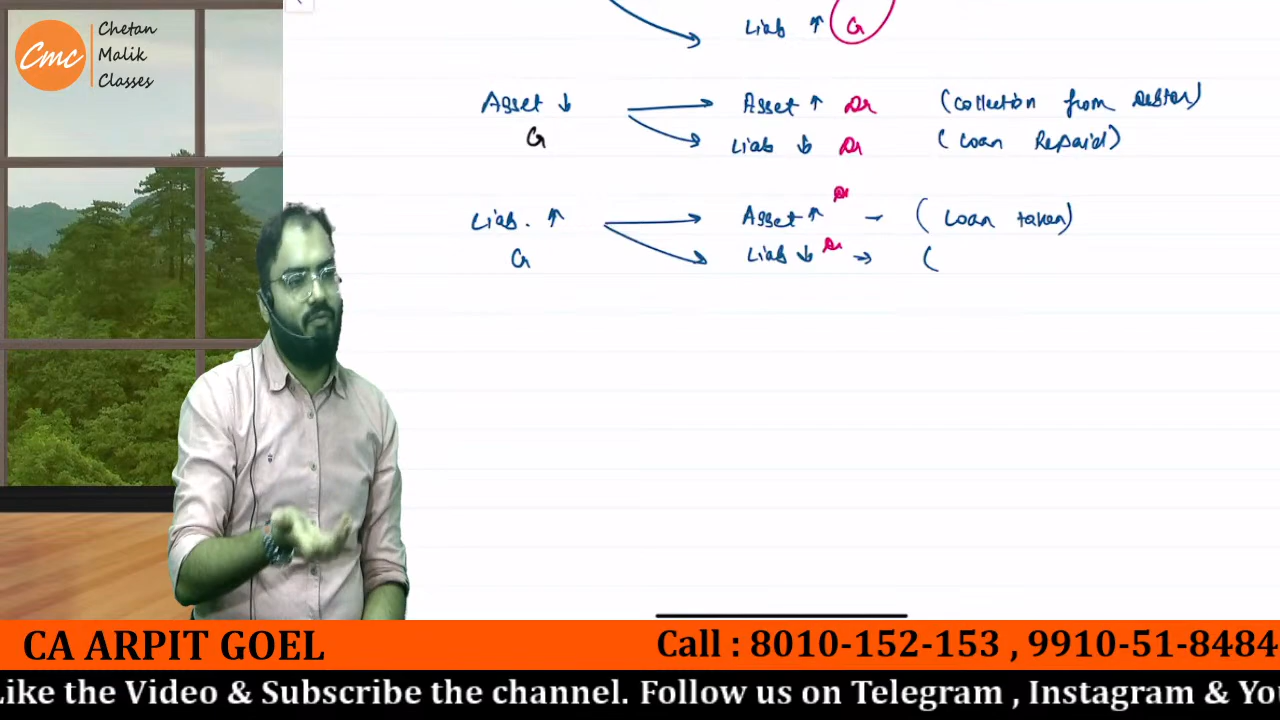 Cmc
Chetan
Malik
Classes
Liab ↑ Cr
Asset ↓ Asset ↑ Dr (Collection from Debtor)
Cr Liab ↓ Dr (Loan Repaid)
Dr
Liab. ↑ Asset ↑ - (Loan taken)
Cr Liab ↓ Dr → (
CA ARPIT GOEL
Call : 8010-152-153 , 9910-51-8484
Like the Video & Subscribe the channel. Follow us on Telegram , Instagram & Yo